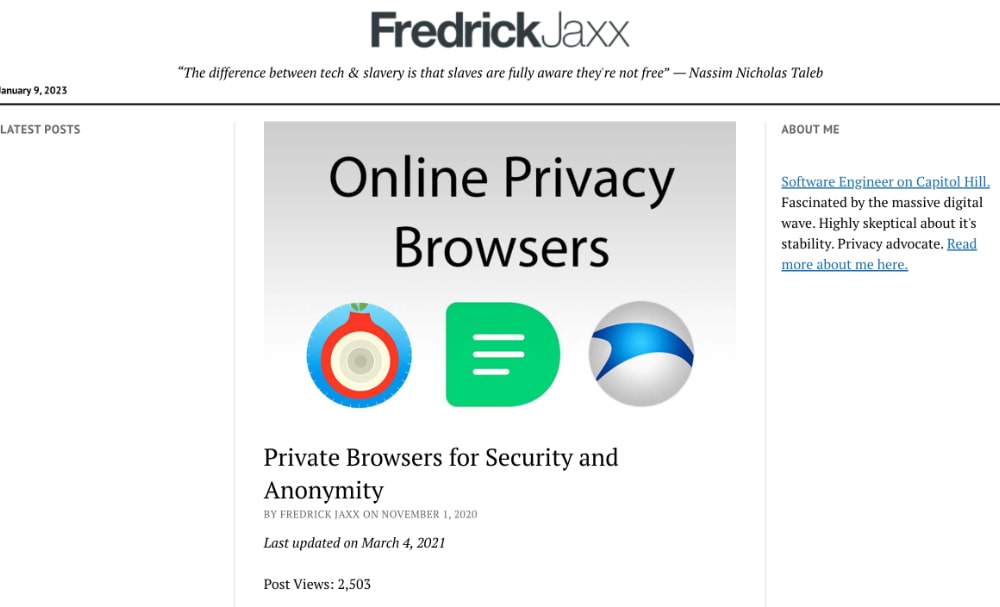 FredrickJaxx
“The difference between tech & slavery is that slaves are fully aware they're not free” — Nassim Nicholas Taleb
January 9, 2023
LATEST POSTS
Online Privacy
Browsers
Private Browsers for Security and
Anonymity
BY FREDRICK JAXX ON NOVEMBER 1, 2020
Last updated on March 4, 2021
Post Views: 2,503
ABOUT ME
Software Engineer on Capitol Hill.
Fascinated by the massive digital
wave. Highly skeptical about it's
stability. Privacy advocate. Read
more about me here.